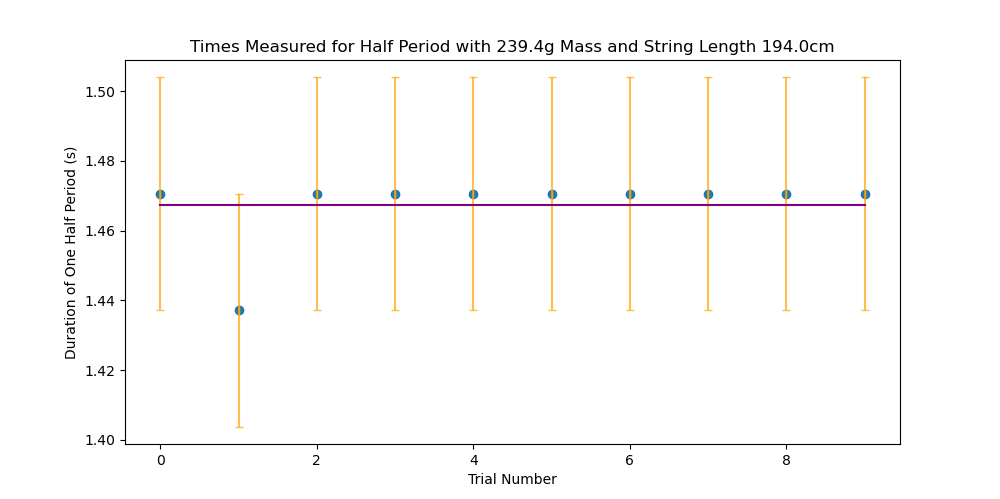 Times Measured for Half Period with 239.4g Mass and String Length 194.0cm
Duration of One Half Period (s)
1.50
1.48
1.46
1.44
1.42
1.40
0 2 4 6 8
Trial Number